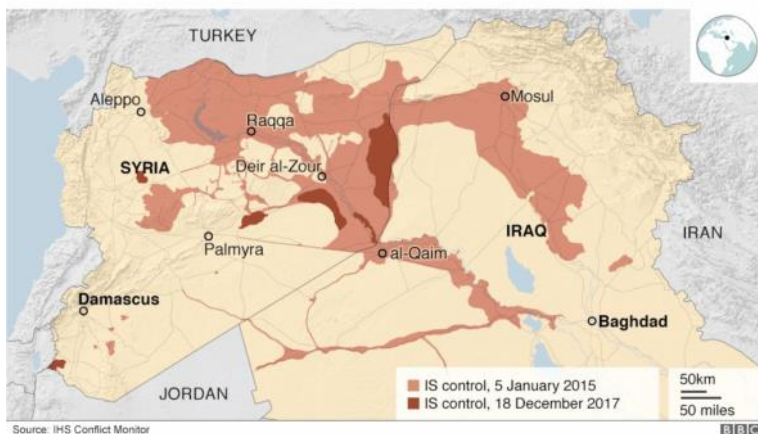 TURKEY
Aleppo
Mosul
Raqqa
SYRIA
Deir al-Zour
IRAQ
IRAN
Palmyra
al-Qaim
Damascus
Baghdad
JORDAN
IS control, 5 January 2015
IS control, 18 December 2017
50km
50 miles
Source: IHS Conflict Monitor
BBC